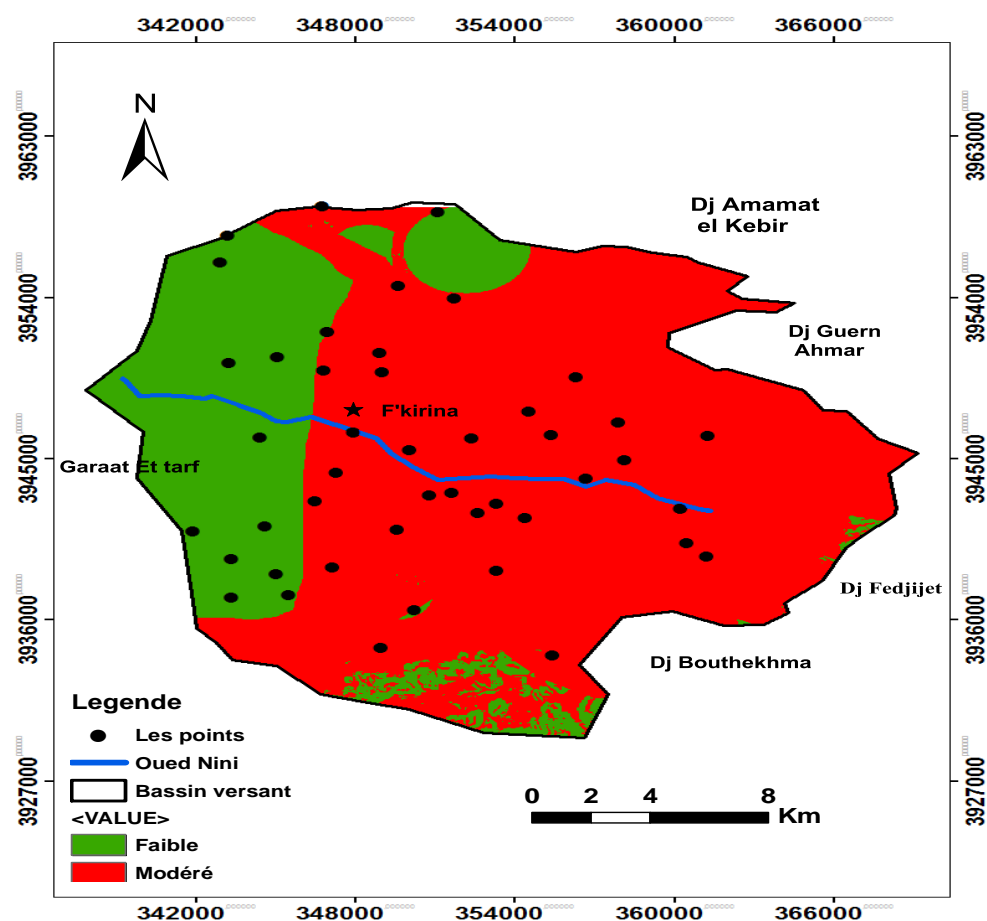 342000 348000 354000 360000 366000
3963000 3963000
N
Dj Amamat
el Kebir
3954000 3954000
Dj Guern
Ahmar
F'kirina
Garaat Et tarf
3945000 3945000
Dj Fedjijet
3936000 3936000
Dj Bouthekhma
Legende
Les points
Oued Nini
Bassin versant
<VALUE>
Faible
Modéré
0 2 4 8
Km
3927000 3927000
342000 348000 354000 360000 366000